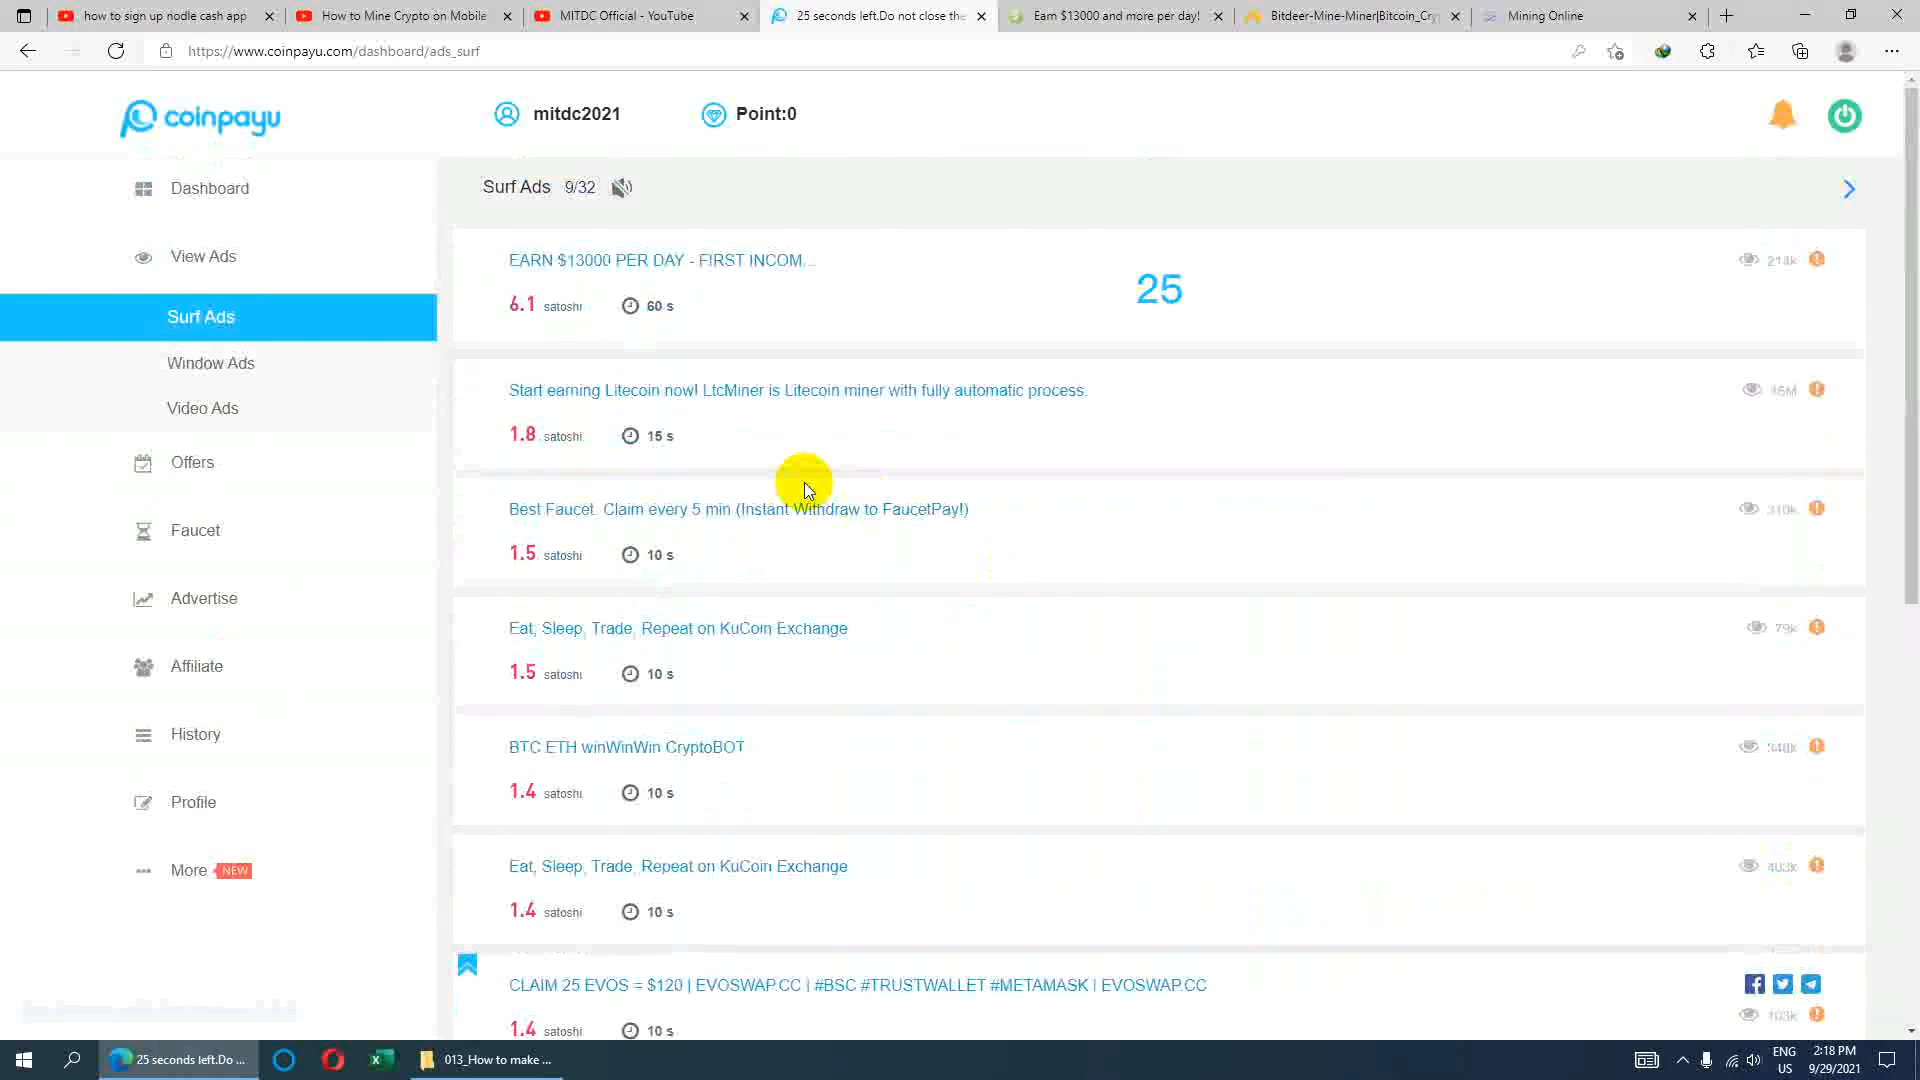 how to sign up nodle cash app
How to Mine Crypto on Mobile
MITDC Official - YouTube
25 seconds left.Do not close the
Earn $13000 and more per day!
Bitdeer-Mine-Miner|Bitcoin_Cry
Mining Online
https://www.coinpayu.com/dashboard/ads_surf
coinpayu
mitdc2021
Point:0
Dashboard
View Ads
Surf Ads
Window Ads
Video Ads
Offers
Faucet
Advertise
Affiliate
History
Profile
More NEW
Surf Ads 9/32
EARN $13000 PER DAY - FIRST INCOM...
6.1 satoshi 60 s
25
Start earning Litecoin now! LtcMiner is Litecoin miner with fully automatic process.
1.8 satoshi 15 s
Best Faucet. Claim every 5 min (Instant Withdraw to FaucetPay!)
1.5 satoshi 10 s
Eat, Sleep, Trade, Repeat on KuCoin Exchange
79k
1.5 satoshi 10 s
BTC ETH winWinWin CryptoBOT
1.4 satoshi 10 s
Eat, Sleep, Trade, Repeat on KuCoin Exchange
403k
1.4 satoshi 10 s
CLAIM 25 EVOS = $120 | EVOSWAP.CC | #BSC #TRUSTWALLET #METAMASK | EVOSWAP.CC
103k
1.4 satoshi 10 s
25 seconds left.Do ...
013_How to make ...
ENG
US
2:18 PM
9/29/2021